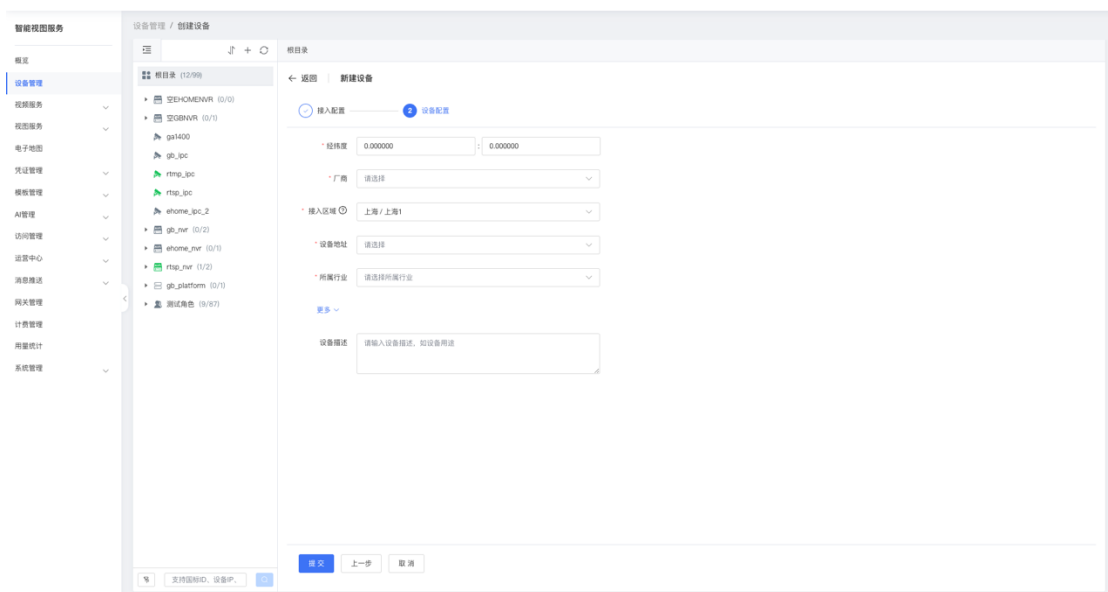 智能视图服务
概览
设备管理
视频服务
视图服务
电子地图
凭证管理
模板管理
AI管理
访问管理
运营中心
消息推送
网关管理
计费管理
用量统计
系统管理
设备管理 / 创建设备
根目录 (12/99)
空EHOMENVR (0/0)
空GBNVR (0/1)
ga1400
gb_ipc
rtmp_ipc
rtsp_ipc
ehome_ipc_2
gb_nvr (0/2)
ehome_nvr (0/1)
rtsp_nvr (1/2)
gb_platform (0/1)
测试角色 (9/87)
支持国标ID、设备IP、
根目录
← 返回 新建设备
接入配置 2 设备配置
* 经纬度 0.000000 : 0.000000
* 厂商 请选择
* 接入区域 上海 / 上海1
* 设备地址 请选择
* 所属行业 请选择所属行业
更多
设备描述 请输入设备描述，如设备用途
提 交 上一步 取 消